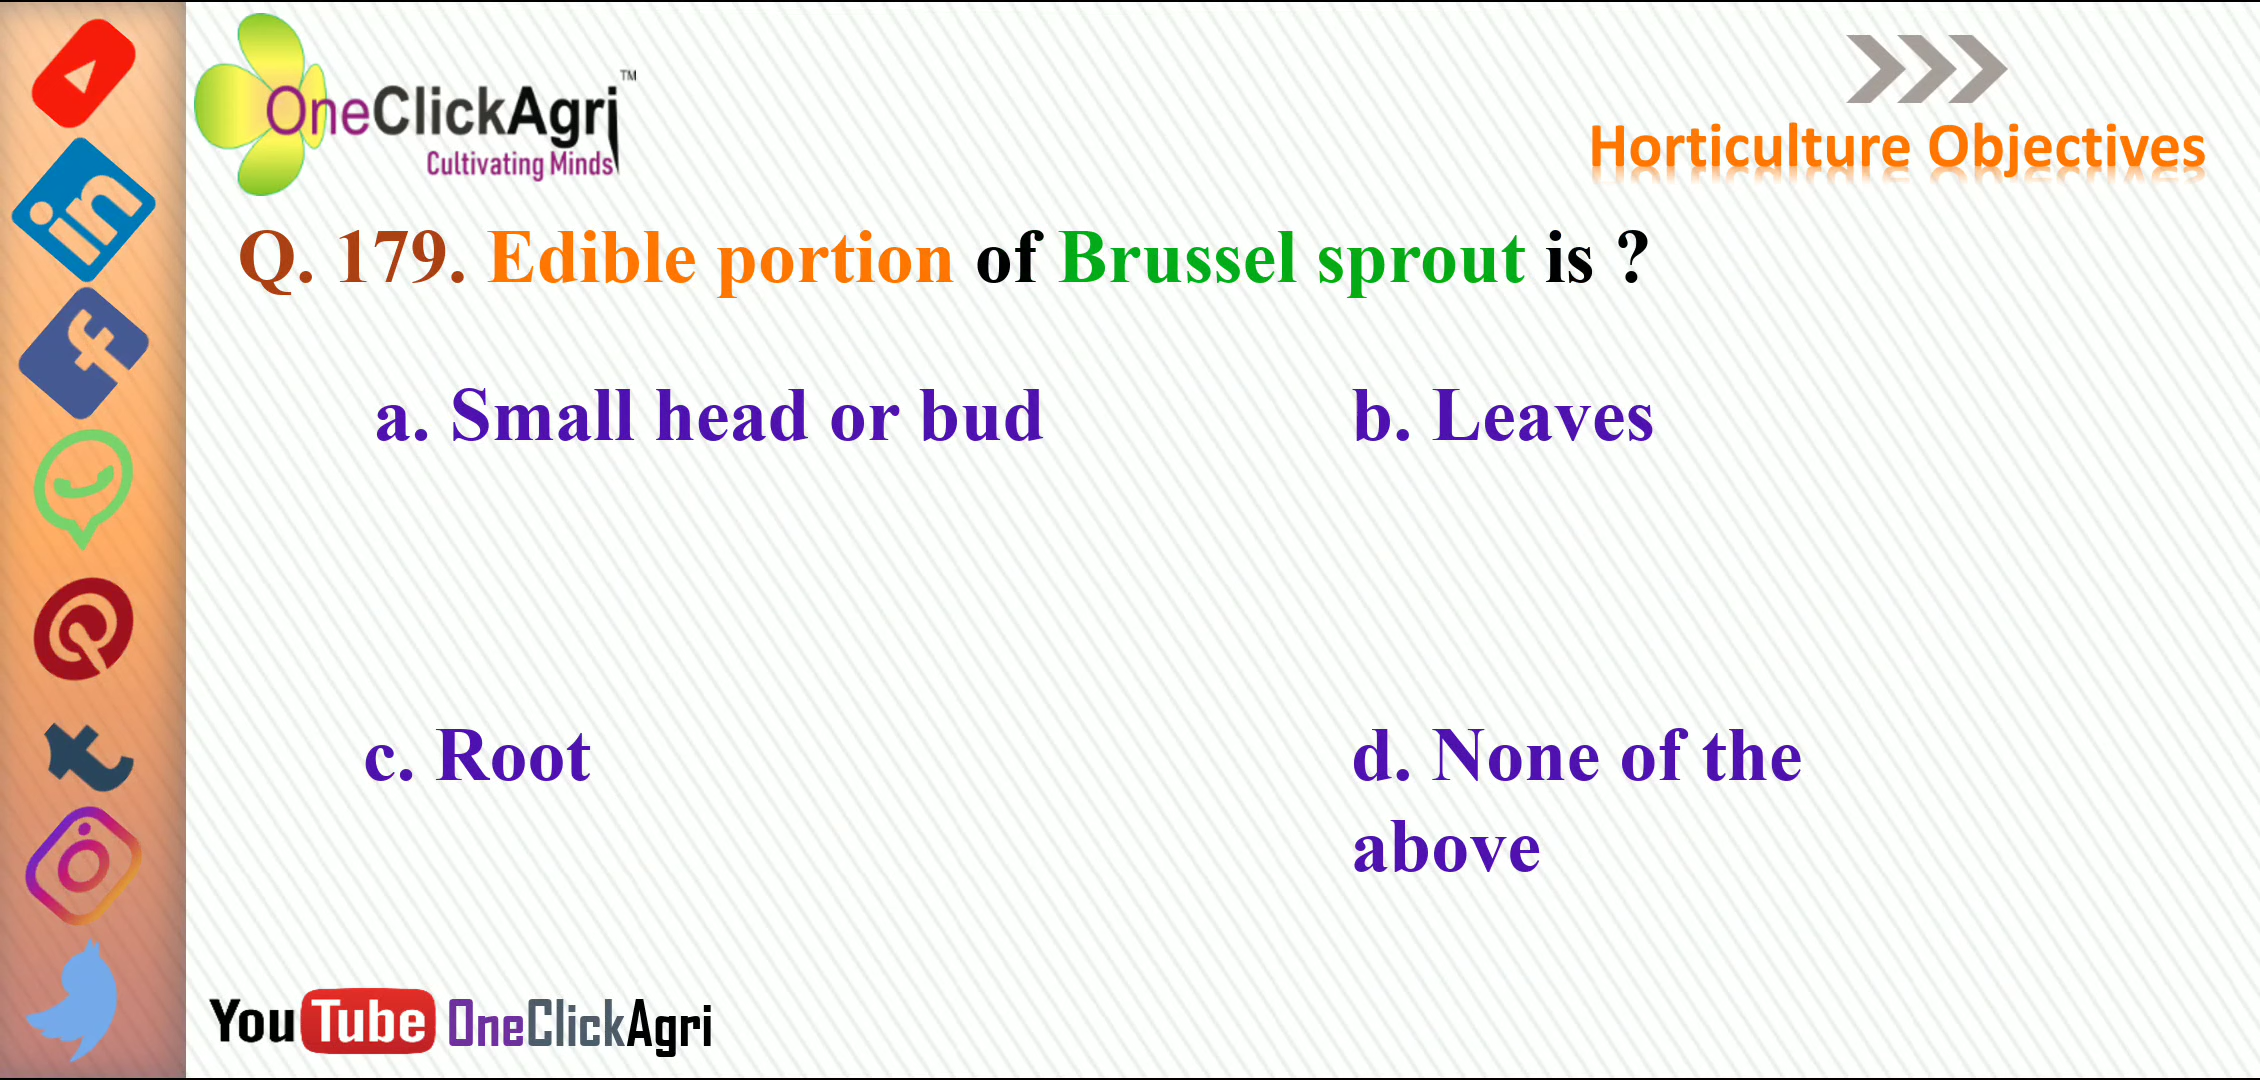 OneClickAgri™
Cultivating Minds
Horticulture Objectives
Q. 179. Edible portion of Brussel sprout is ?
a. Small head or bud
b. Leaves
c. Root
d. None of the
above
YouTube OneClickAgri